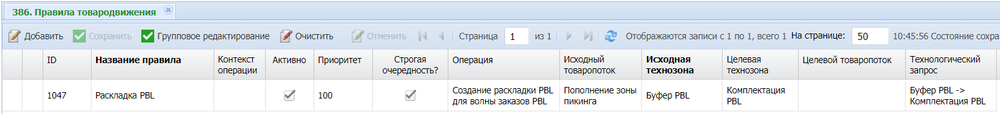 386. Правила товародвижения
Добавить Сохранить Групповое редактирование Очистить Отменить Страница 1 из 1 Отображаются записи с 1 по 1, всего 1 На странице: 50 10:45:56 Состояние сохра
ID Название правила Контекст операции Активно Приоритет Строгая очередность? Операция Исходный товаропоток Исходная технозона Целевая технозона Целевой товаропоток Технологический запрос
1047 Раскладка PBL 100 Создание раскладки PBL для волны заказов PBL Пополнение зоны пикинга Буфер PBL Комплектация PBL Буфер PBL -> Комплектация PBL